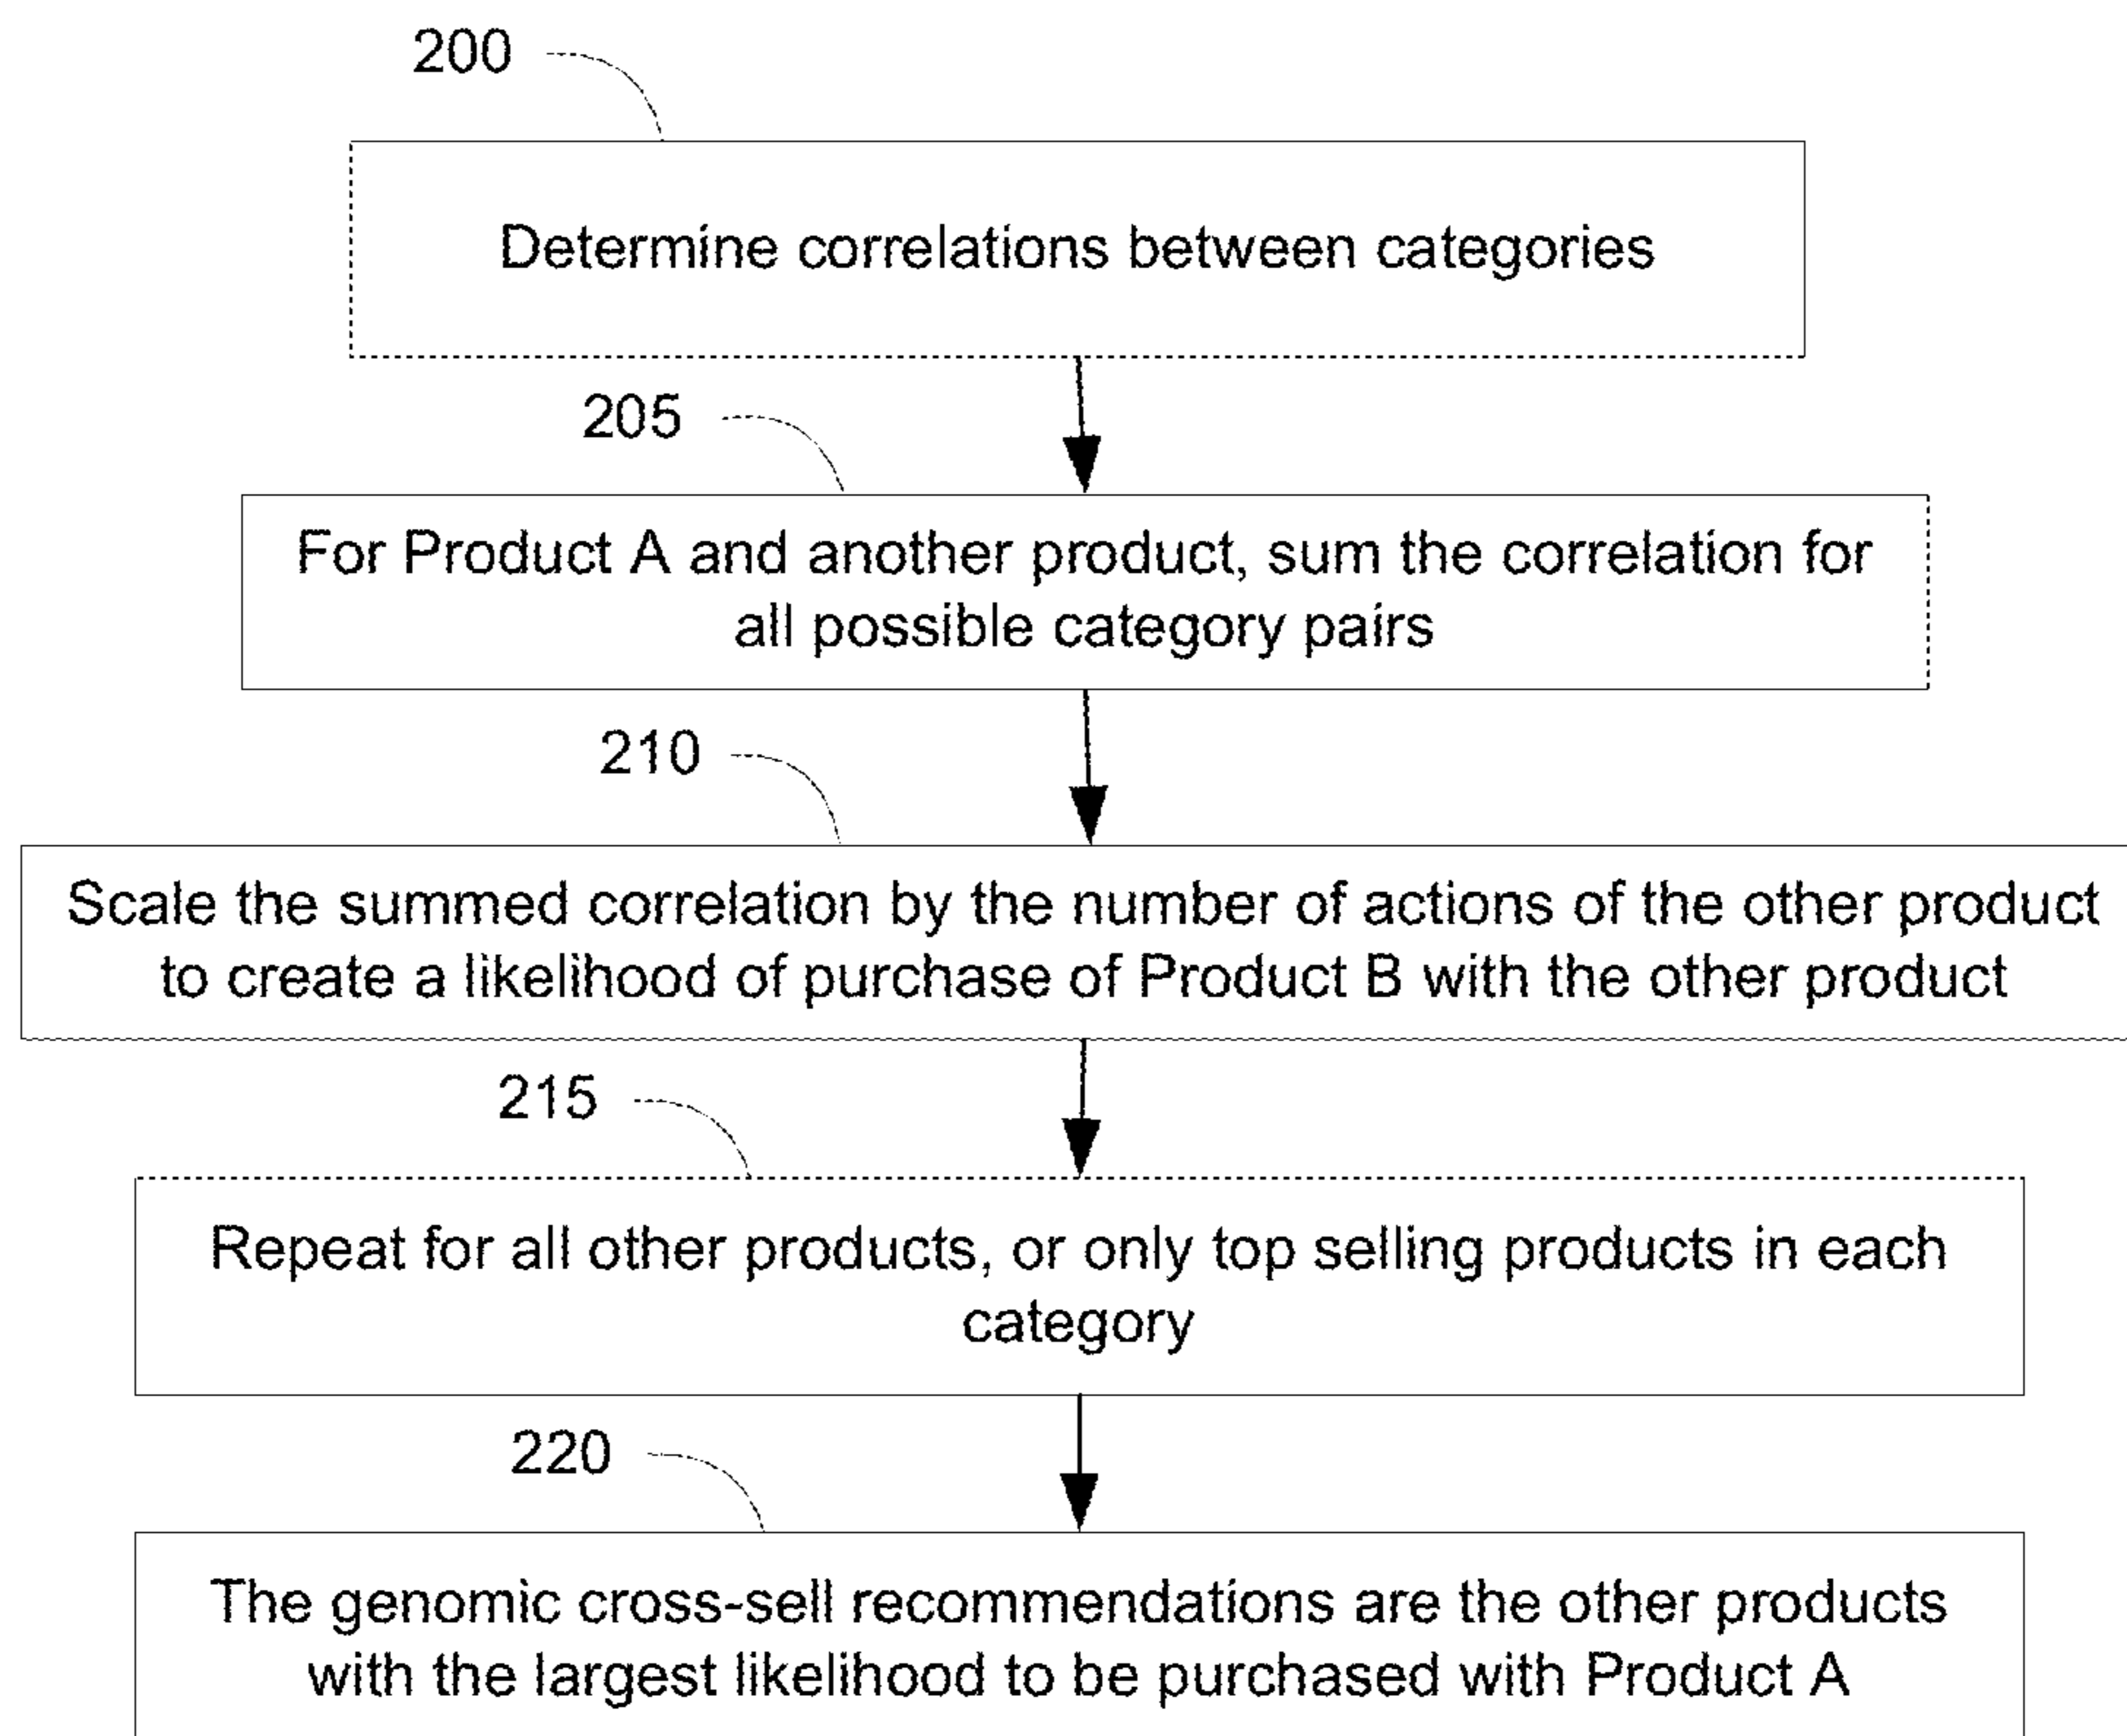 200
Determine correlations between categories
205
For Product A and another product, sum the correlation for
all possible category pairs
210
Scale the summed correlation by the number of actions of the other product
to create a likelihood of purchase of Product B with the other product
215
Repeat for all other products, or only top selling products in each
category
220
The genomic cross-sell recommendations are the other products
with the largest likelihood to be purchased with Product A